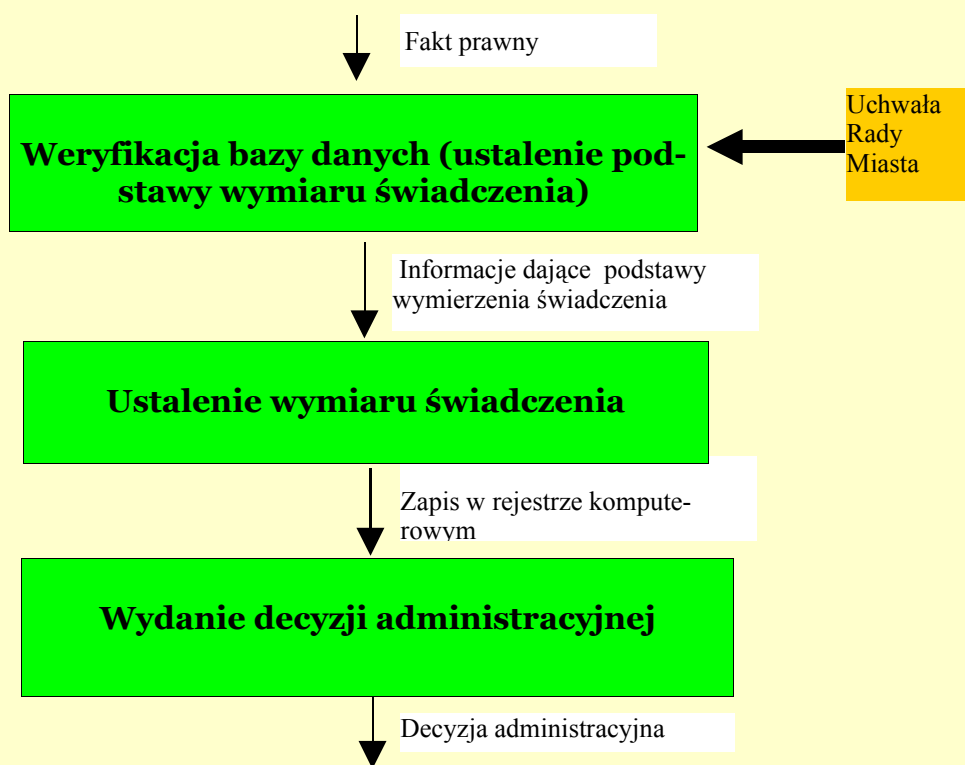 Fakt prawny
Uchwała
Rady
Miasta
Weryfikacja bazy danych (ustalenie pod-
stawy wymiaru świadczenia)
Informacje dające podstawy
wymierzenia świadczenia
Ustalenie wymiaru świadczenia
Zapis w rejestrze kompute-
rowym
Wydanie decyzji administracyjnej
Decyzja administracyjna